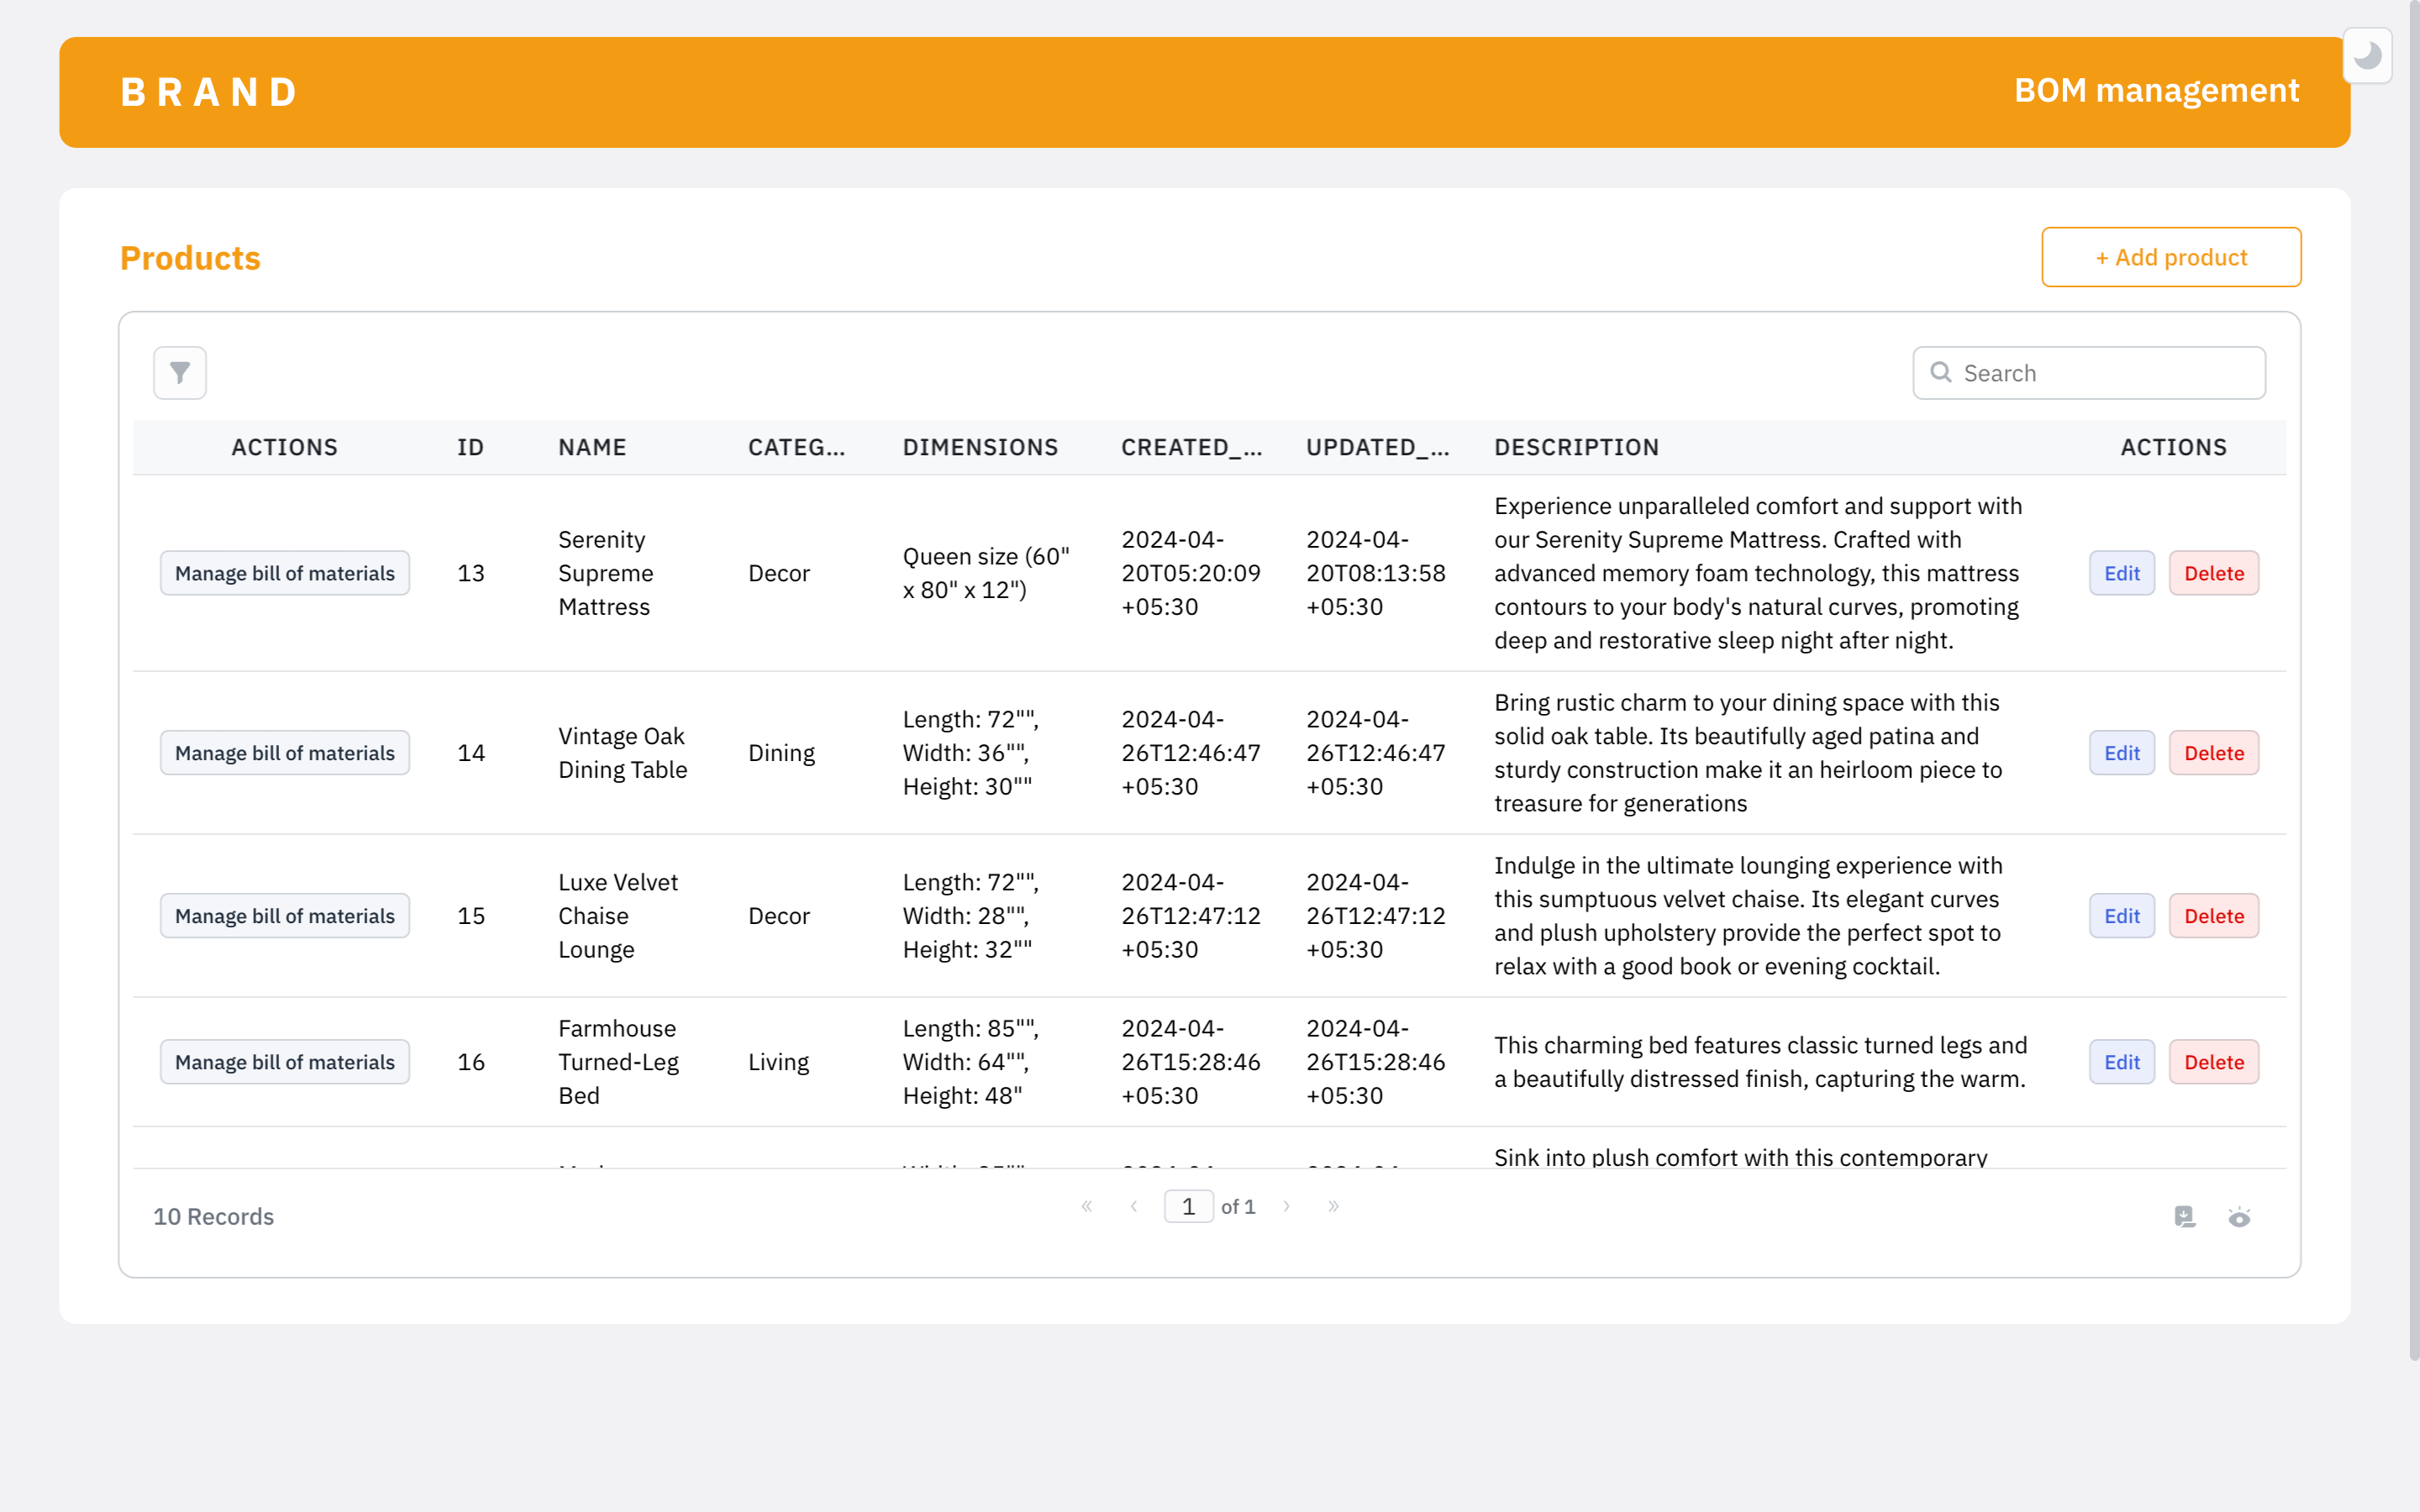 BRAND
BOM management
Products
+ Add product
Search
ACTIONS ID NAME CATEG... DIMENSIONS CREATED_... UPDATED_... DESCRIPTION ACTIONS
Manage bill of materials
13
Serenity
Supreme
Mattress
Decor
Queen size (60"
x 80" x 12")
2024-04-
20T05:20:09
+05:30
2024-04-
20T08:13:58
+05:30
Experience unparalleled comfort and support with
our Serenity Supreme Mattress. Crafted with
advanced memory foam technology, this mattress
contours to your body's natural curves, promoting
deep and restorative sleep night after night.
Edit
Delete
Manage bill of materials
14
Vintage Oak
Dining Table
Dining
Length: 72"",
Width: 36"",
Height: 30""
2024-04-
26T12:46:47
+05:30
2024-04-
26T12:46:47
+05:30
Bring rustic charm to your dining space with this
solid oak table. Its beautifully aged patina and
sturdy construction make it an heirloom piece to
treasure for generations
Edit
Delete
Manage bill of materials
15
Luxe Velvet
Chaise
Lounge
Decor
Length: 72"",
Width: 28"",
Height: 32""
2024-04-
26T12:47:12
+05:30
2024-04-
26T12:47:12
+05:30
Indulge in the ultimate lounging experience with
this sumptuous velvet chaise. Its elegant curves
and plush upholstery provide the perfect spot to
relax with a good book or evening cocktail.
Edit
Delete
Manage bill of materials
16
Farmhouse
Turned-Leg
Bed
Living
Length: 85"",
Width: 64"",
Height: 48"
2024-04-
26T15:28:46
+05:30
2024-04-
26T15:28:46
+05:30
This charming bed features classic turned legs and
a beautifully distressed finish, capturing the warm.
Edit
Delete
Sink into plush comfort with this contemporary
10 Records
« ‹ 1 of 1 › »